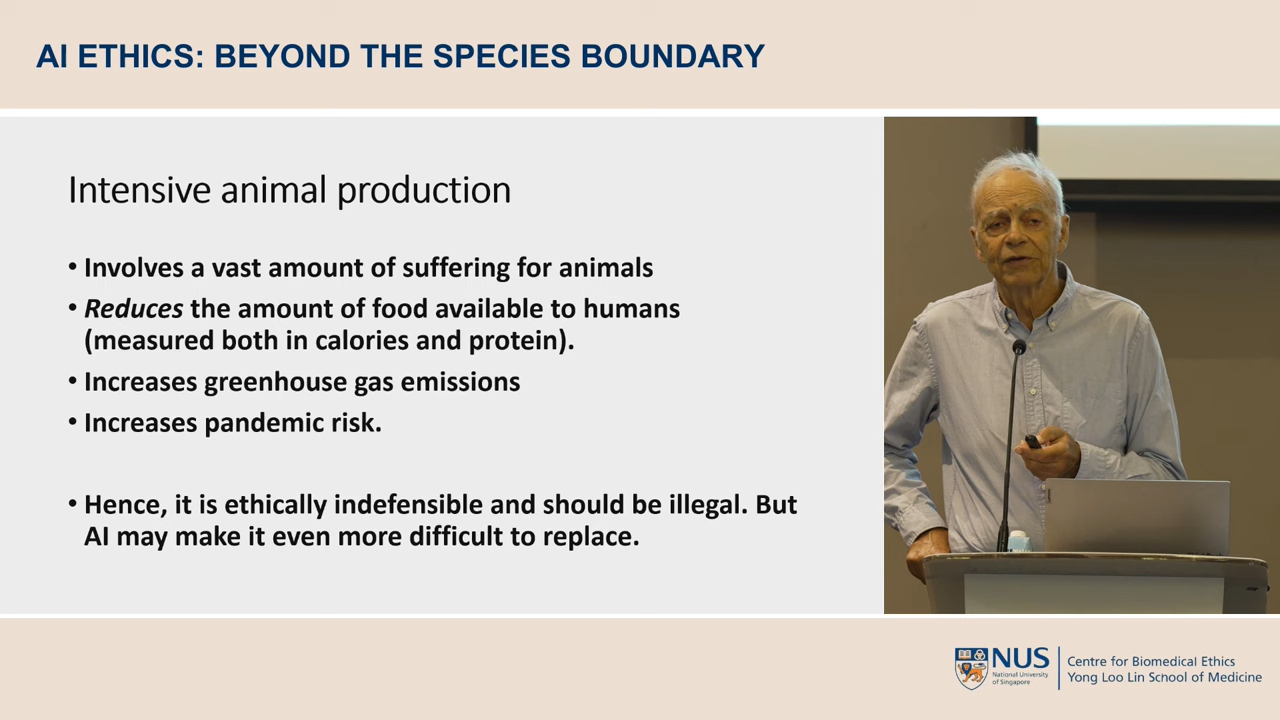 AI ETHICS: BEYOND THE SPECIES BOUNDARY
Intensive animal production
• Involves a vast amount of suffering for animals
• Reduces the amount of food available to humans
(measured both in calories and protein).
• Increases greenhouse gas emissions
• Increases pandemic risk.
• Hence, it is ethically indefensible and should be illegal. But
AI may make it even more difficult to replace.
NUS
National University
of Singapore
Centre for Biomedical Ethics
Yong Loo Lin School of Medicine